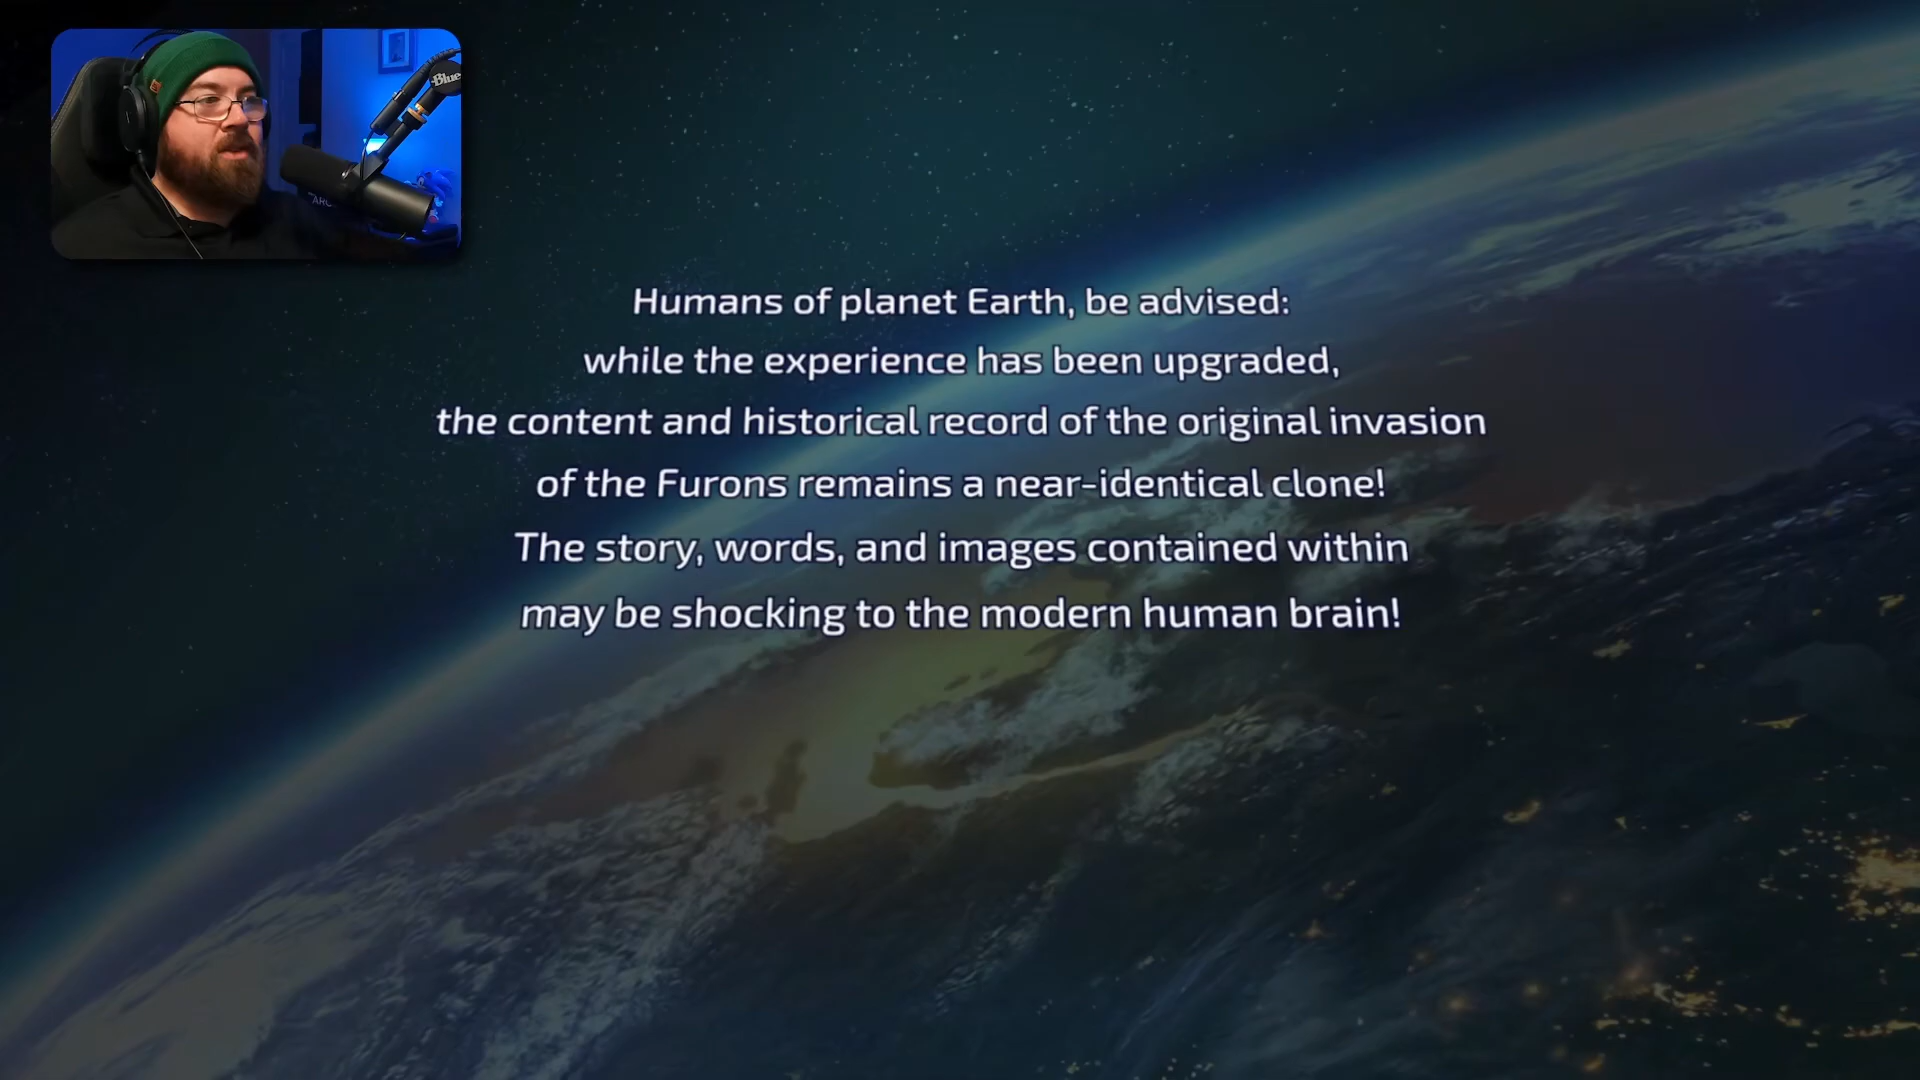 Blue
Humans of planet Earth, be advised:
while the experience has been upgraded,
the content and historical record of the original invasion
of the Furons remains a near-identical clone!
The story, words, and images contained within
may be shocking to the modern human brain!